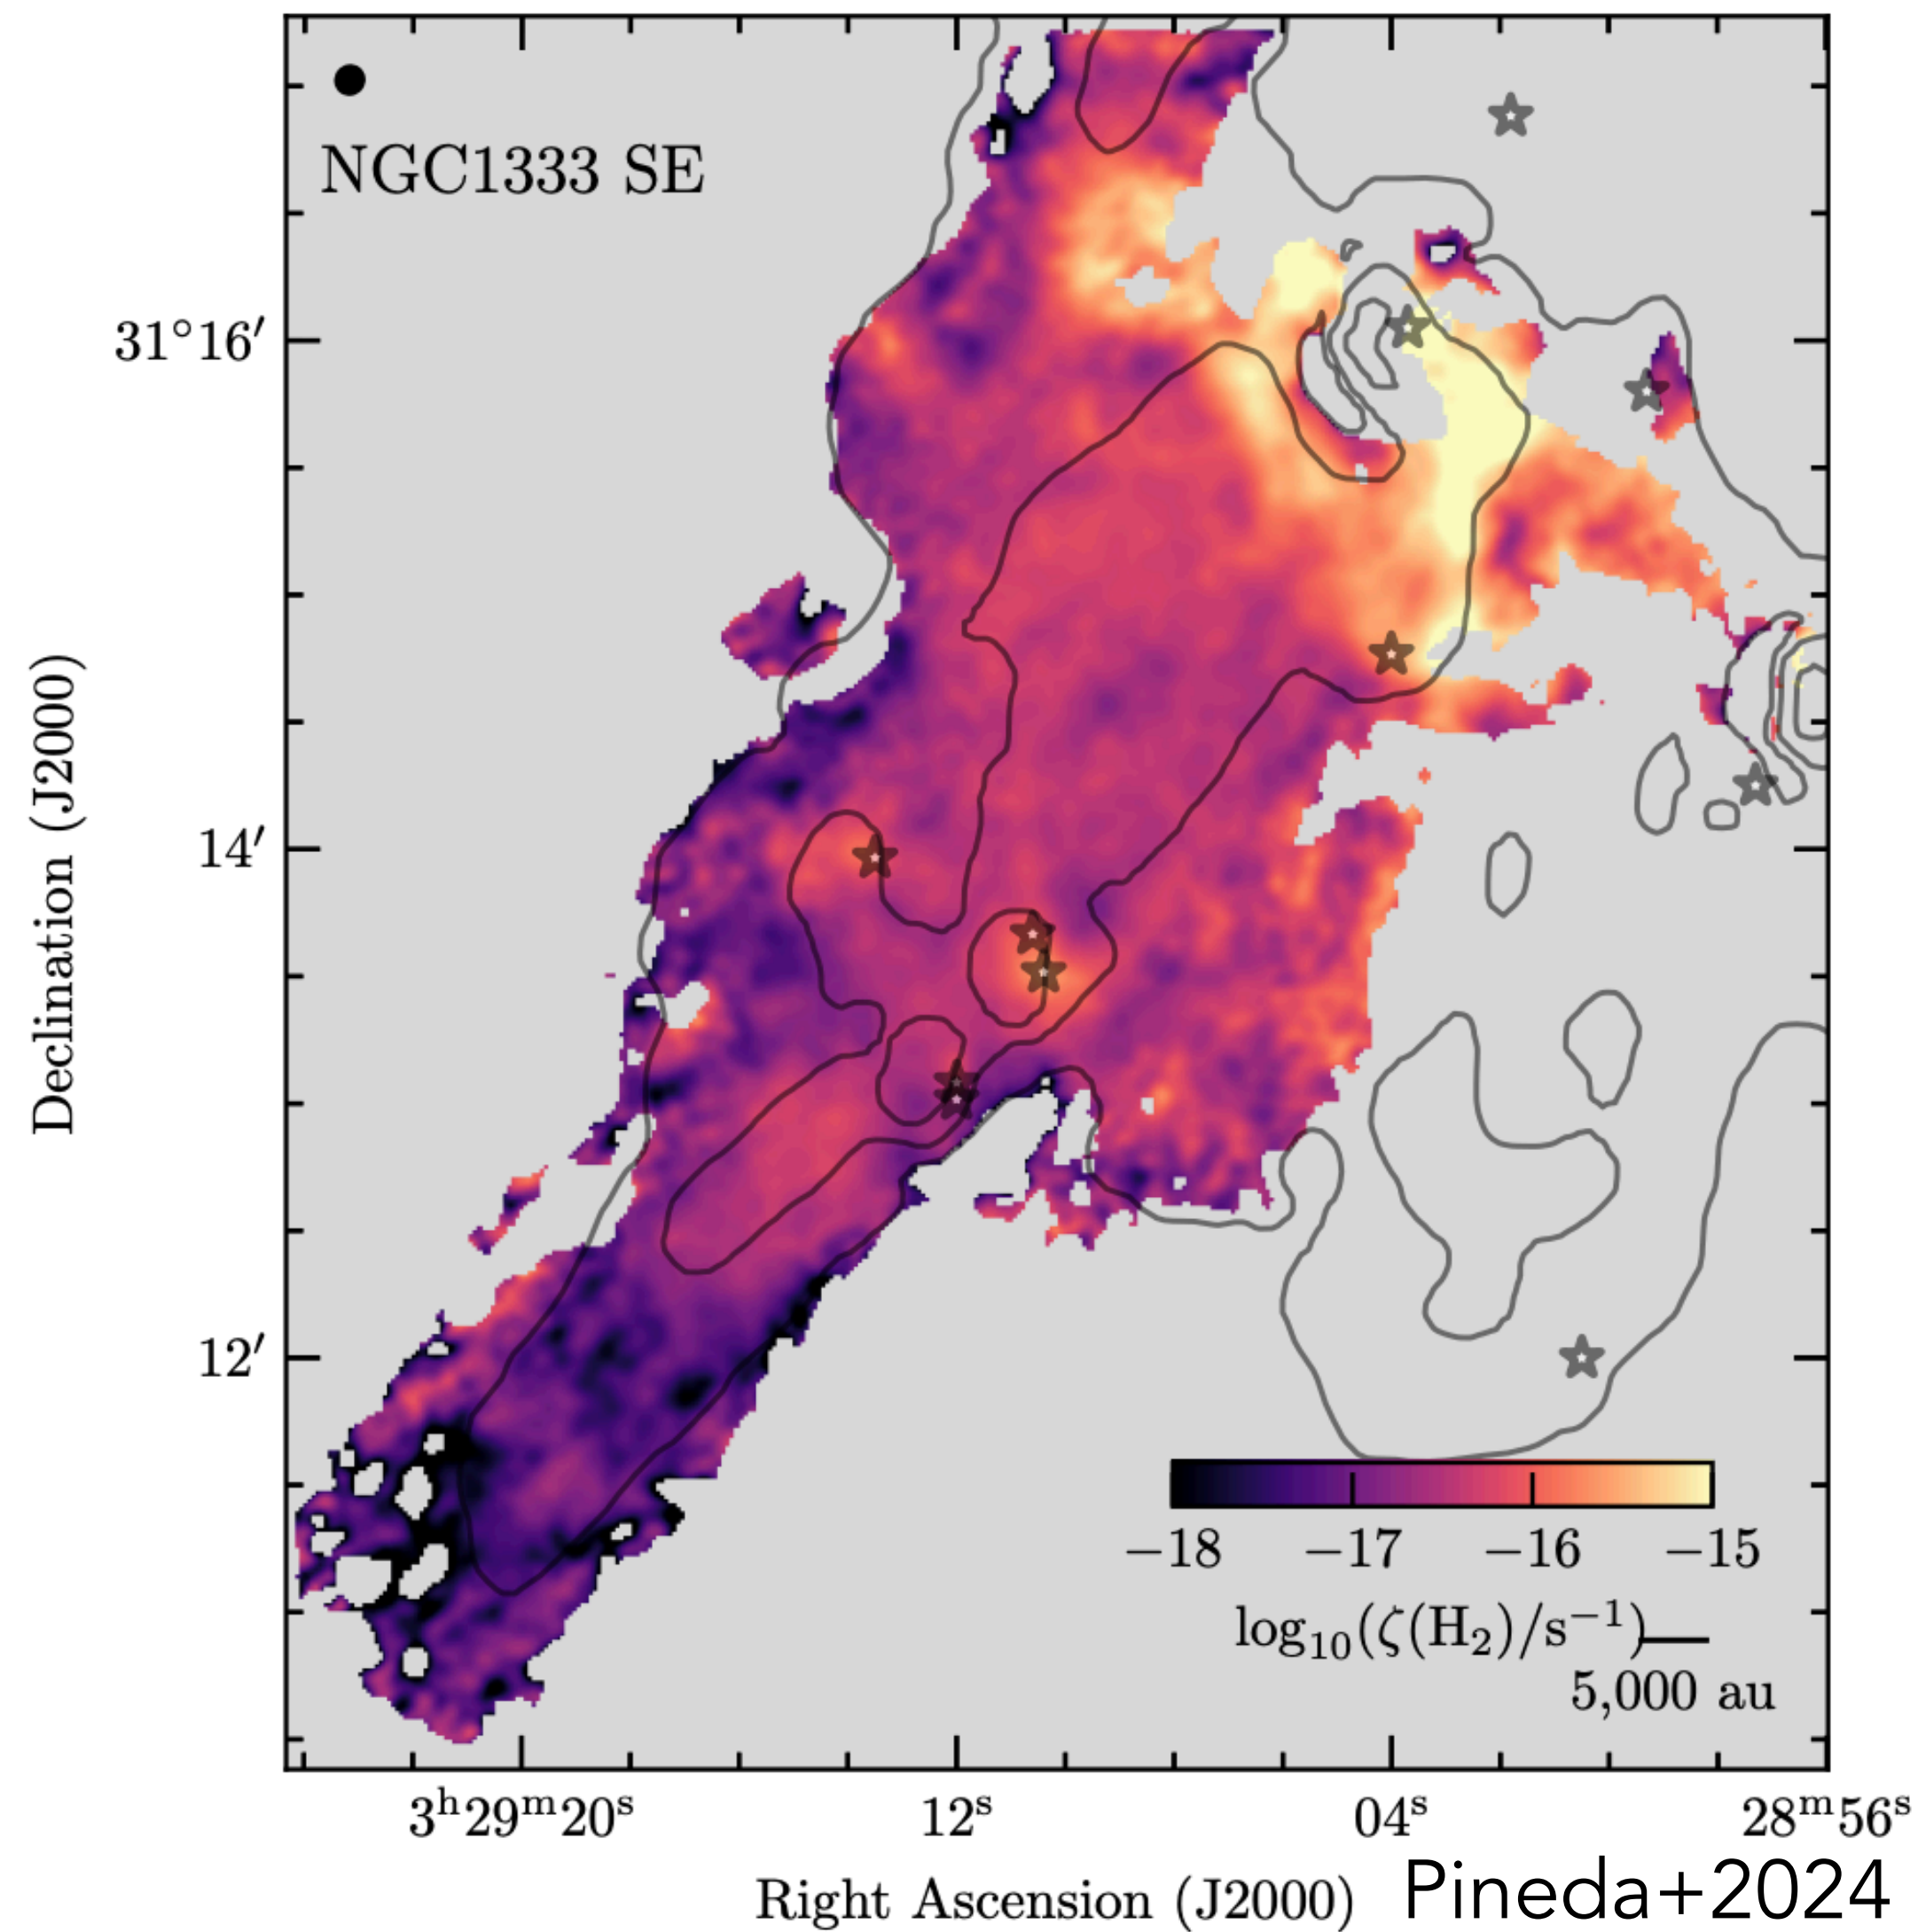 NGC1333 SE
31°16′
14′
12′
Declination (J2000)
−18 −17 −16 −15
log₁₀(ζ(H₂)/s⁻¹)
5,000 au
3ʰ29ᵐ20ˢ 12ˢ 04ˢ 28ᵐ56ˢ
Right Ascension (J2000)
Pineda+2024